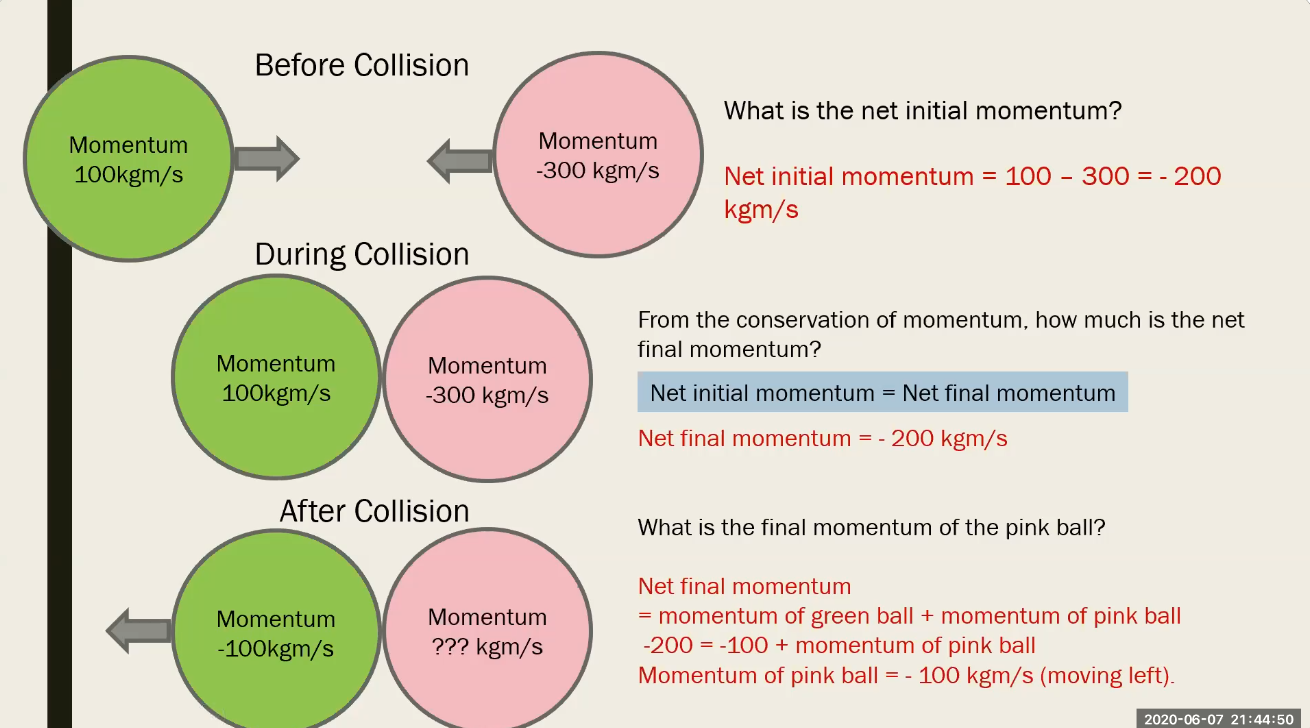 Before Collision
Momentum
100kgm/s
Momentum
-300 kgm/s
What is the net initial momentum?
Net initial momentum = 100 – 300 = - 200
kgm/s
During Collision
Momentum
100kgm/s
Momentum
-300 kgm/s
From the conservation of momentum, how much is the net
final momentum?
Net initial momentum = Net final momentum
Net final momentum = - 200 kgm/s
After Collision
Momentum
-100kgm/s
Momentum
??? kgm/s
What is the final momentum of the pink ball?
Net final momentum
= momentum of green ball + momentum of pink ball
-200 = -100 + momentum of pink ball
Momentum of pink ball = - 100 kgm/s (moving left).
2020-06-07 21:44:50